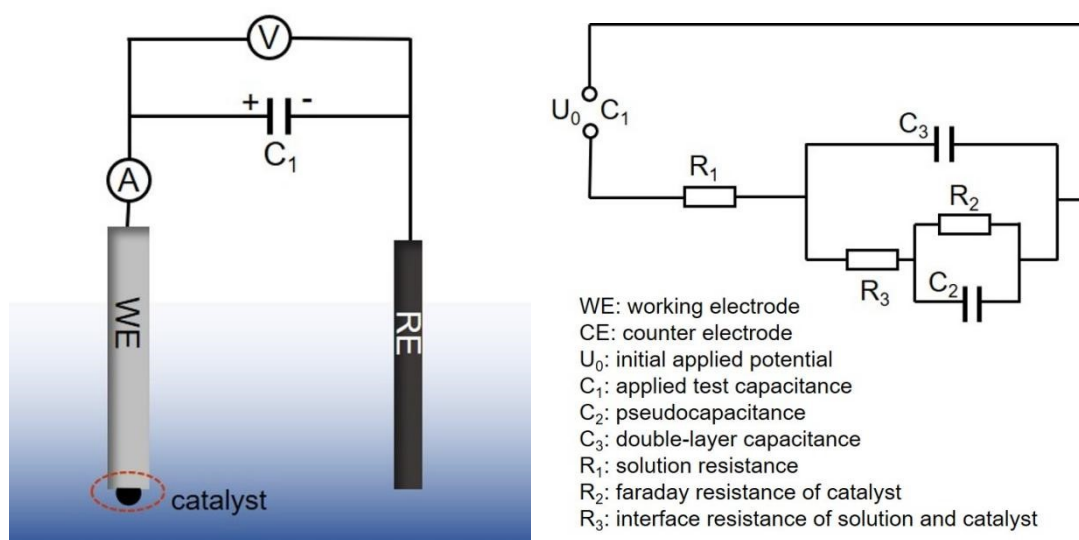 V
+ -
C₁
A
WE
RE
catalyst
U₀ C₁
R₁
C₃
R₂
R₃
C₂
WE: working electrode
CE: counter electrode
U₀: initial applied potential
C₁: applied test capacitance
C₂: pseudocapacitance
C₃: double-layer capacitance
R₁: solution resistance
R₂: faraday resistance of catalyst
R₃: interface resistance of solution and catalyst